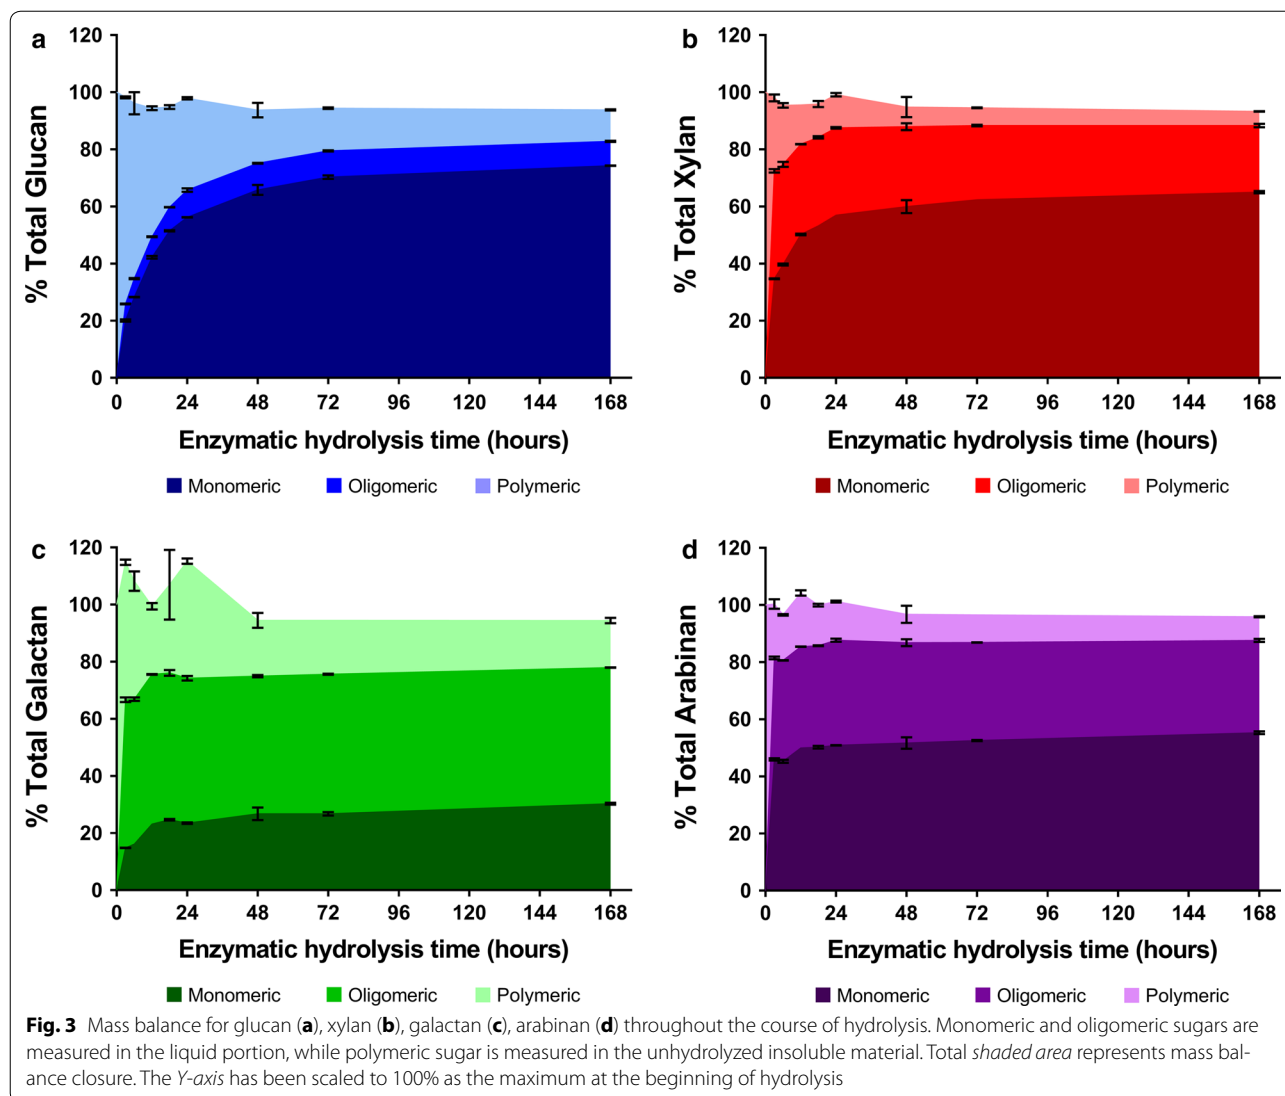 a
120
100
80
60
40
20
0
% Total Glucan
0 24 48 72 96 120 144 168
Enzymatic hydrolysis time (hours)
Monomeric Oligomeric Polymeric
b
120
100
80
60
40
20
0
% Total Xylan
0 24 48 72 96 120 144 168
Enzymatic hydrolysis time (hours)
Monomeric Oligomeric Polymeric
c
120
100
80
60
40
20
0
% Total Galactan
0 24 48 72 96 120 144 168
Enzymatic hydrolysis time (hours)
Monomeric Oligomeric Polymeric
d
120
100
80
60
40
20
0
% Total Arabinan
0 24 48 72 96 120 144 168
Enzymatic hydrolysis time (hours)
Monomeric Oligomeric Polymeric
Fig. 3 Mass balance for glucan (a), xylan (b), galactan (c), arabinan (d) throughout the course of hydrolysis. Monomeric and oligomeric sugars are
measured in the liquid portion, while polymeric sugar is measured in the unhydrolyzed insoluble material. Total shaded area represents mass bal-
ance closure. The Y-axis has been scaled to 100% as the maximum at the beginning of hydrolysis